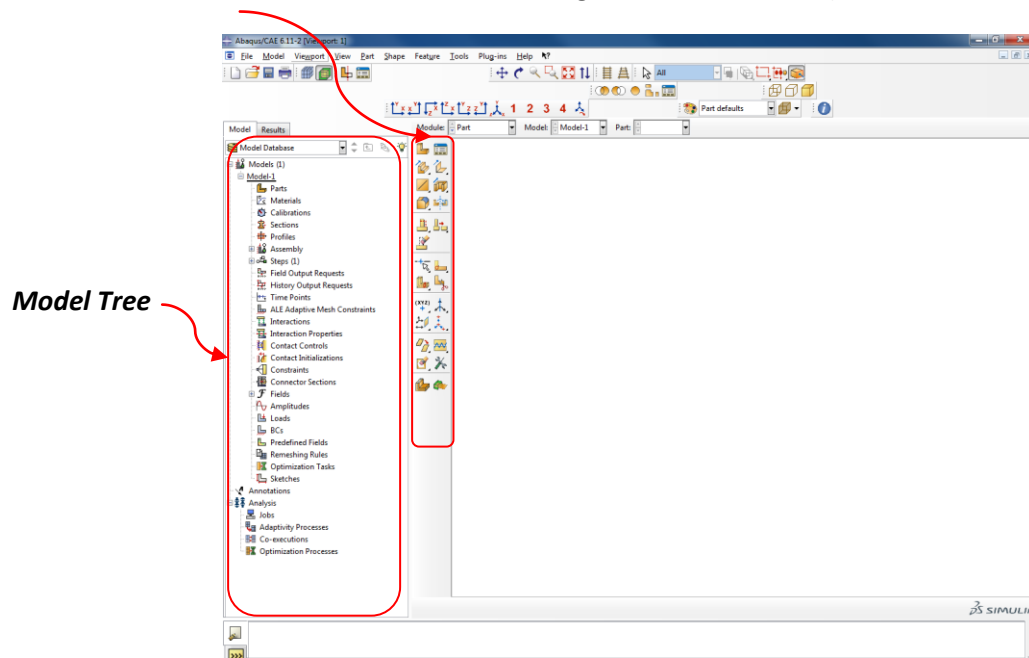 Abaqus/CAE 6.11-2 [Viewport: 1]
File Model Viewport View Part Shape Feature Tools Plug-ins Help
All
1 2 3 4
Part defaults
Model Results
Module: Part Model: Model-1 Part:
Model Database
Models (1)
Model-1
Parts
Materials
Calibrations
Sections
Profiles
Assembly
Steps (1)
Field Output Requests
History Output Requests
Time Points
ALE Adaptive Mesh Constraints
Interactions
Interaction Properties
Contact Controls
Contact Initializations
Constraints
Connector Sections
Fields
Amplitudes
Loads
BCs
Predefined Fields
Remeshing Rules
Optimization Tasks
Sketches
Annotations
Analysis
Jobs
Adaptivity Processes
Co-executions
Optimization Processes
Model Tree
(XYZ)
SIMULI
>>>